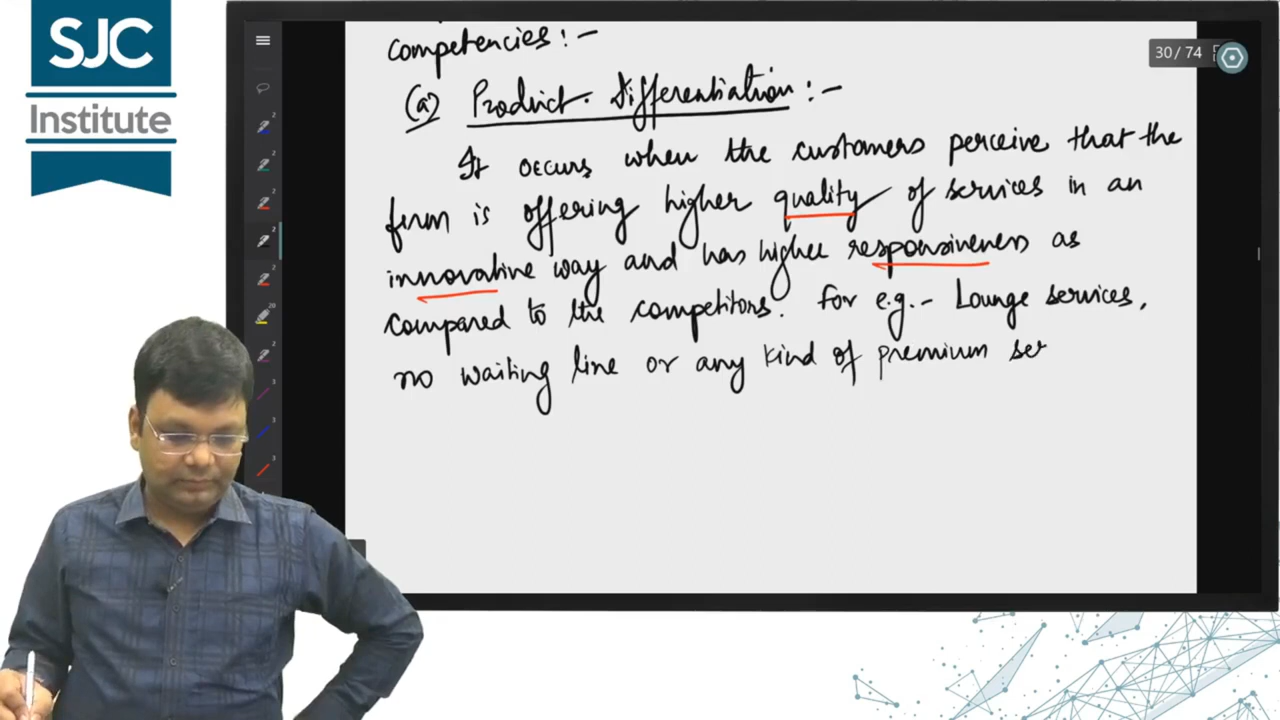 SJC
Institute
30 / 74
competencies :-
(a) Product Differentiation :-
It occurs when the customers perceive that the
firm is offering higher quality of services in an
innovative way and has higher responsiveness as
compared to the competitors. For e.g.- Lounge services,
no waiting line or any kind of premium ser